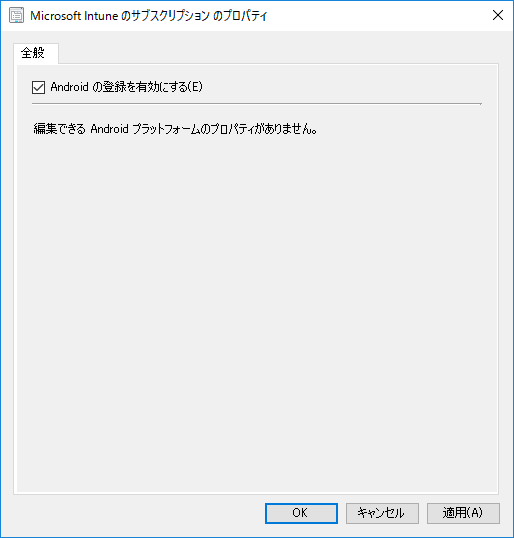 Microsoft Intune のサブスクリプション のプロパティ
全般
Android の登録を有効にする(E)
編集できる Android プラットフォームのプロパティがありません。
OK
キャンセル
適用(A)